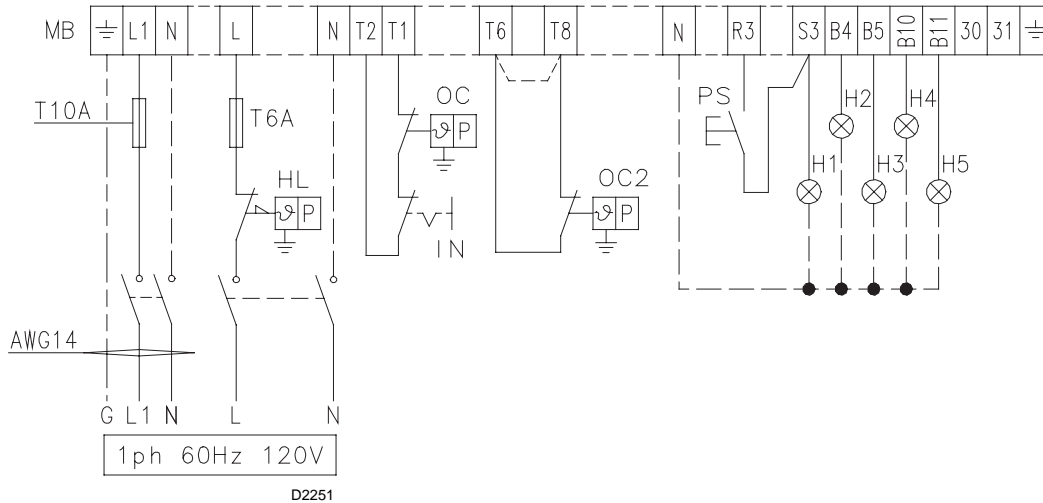 MB L1 N L N T2 T1 T6 T8 N R3 S3 B4 B5 B10 B11 30 31
T10A
T6A
OC
ϑ P
PS
H2 H4
HL
ϑ P
OC2
ϑ P
H1 H3 H5
IN
AWG14
G L1 N L N
1ph 60Hz 120V
D2251